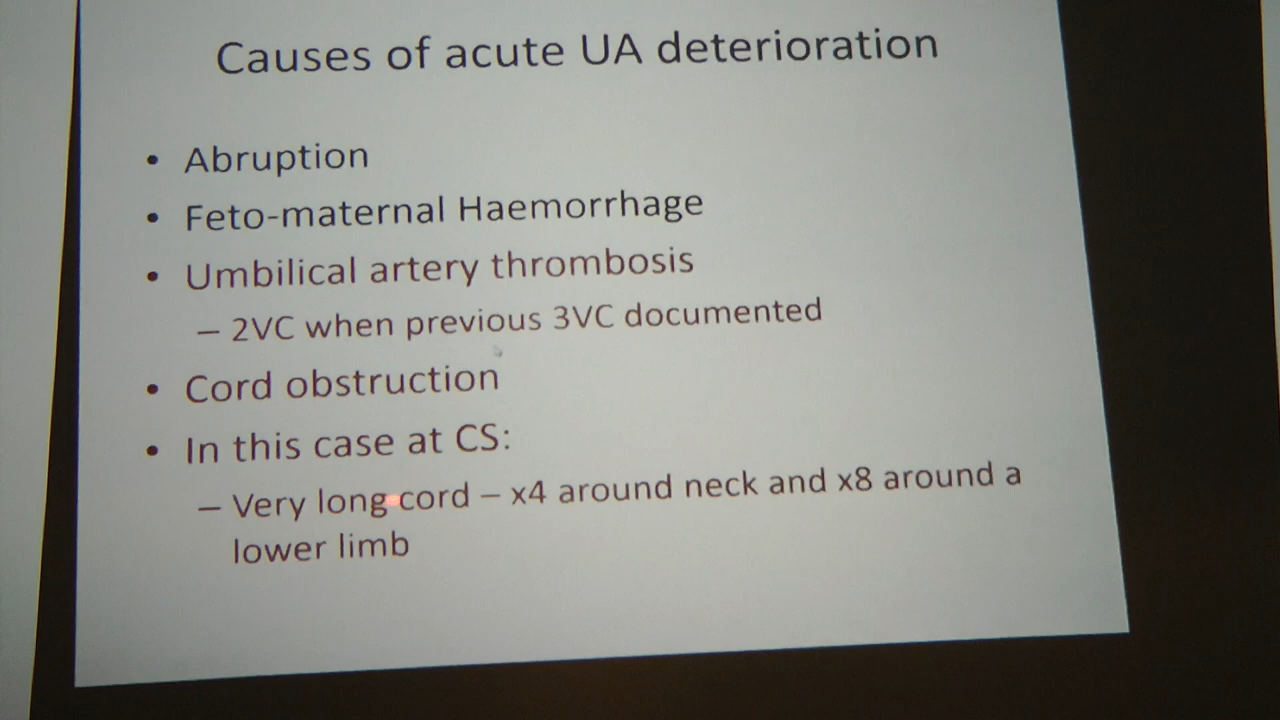 Causes of acute UA deterioration
• Abruption
• Feto-maternal Haemorrhage
• Umbilical artery thrombosis
– 2VC when previous 3VC documented
• Cord obstruction
• In this case at CS:
– Very long cord – x4 around neck and x8 around a
lower limb